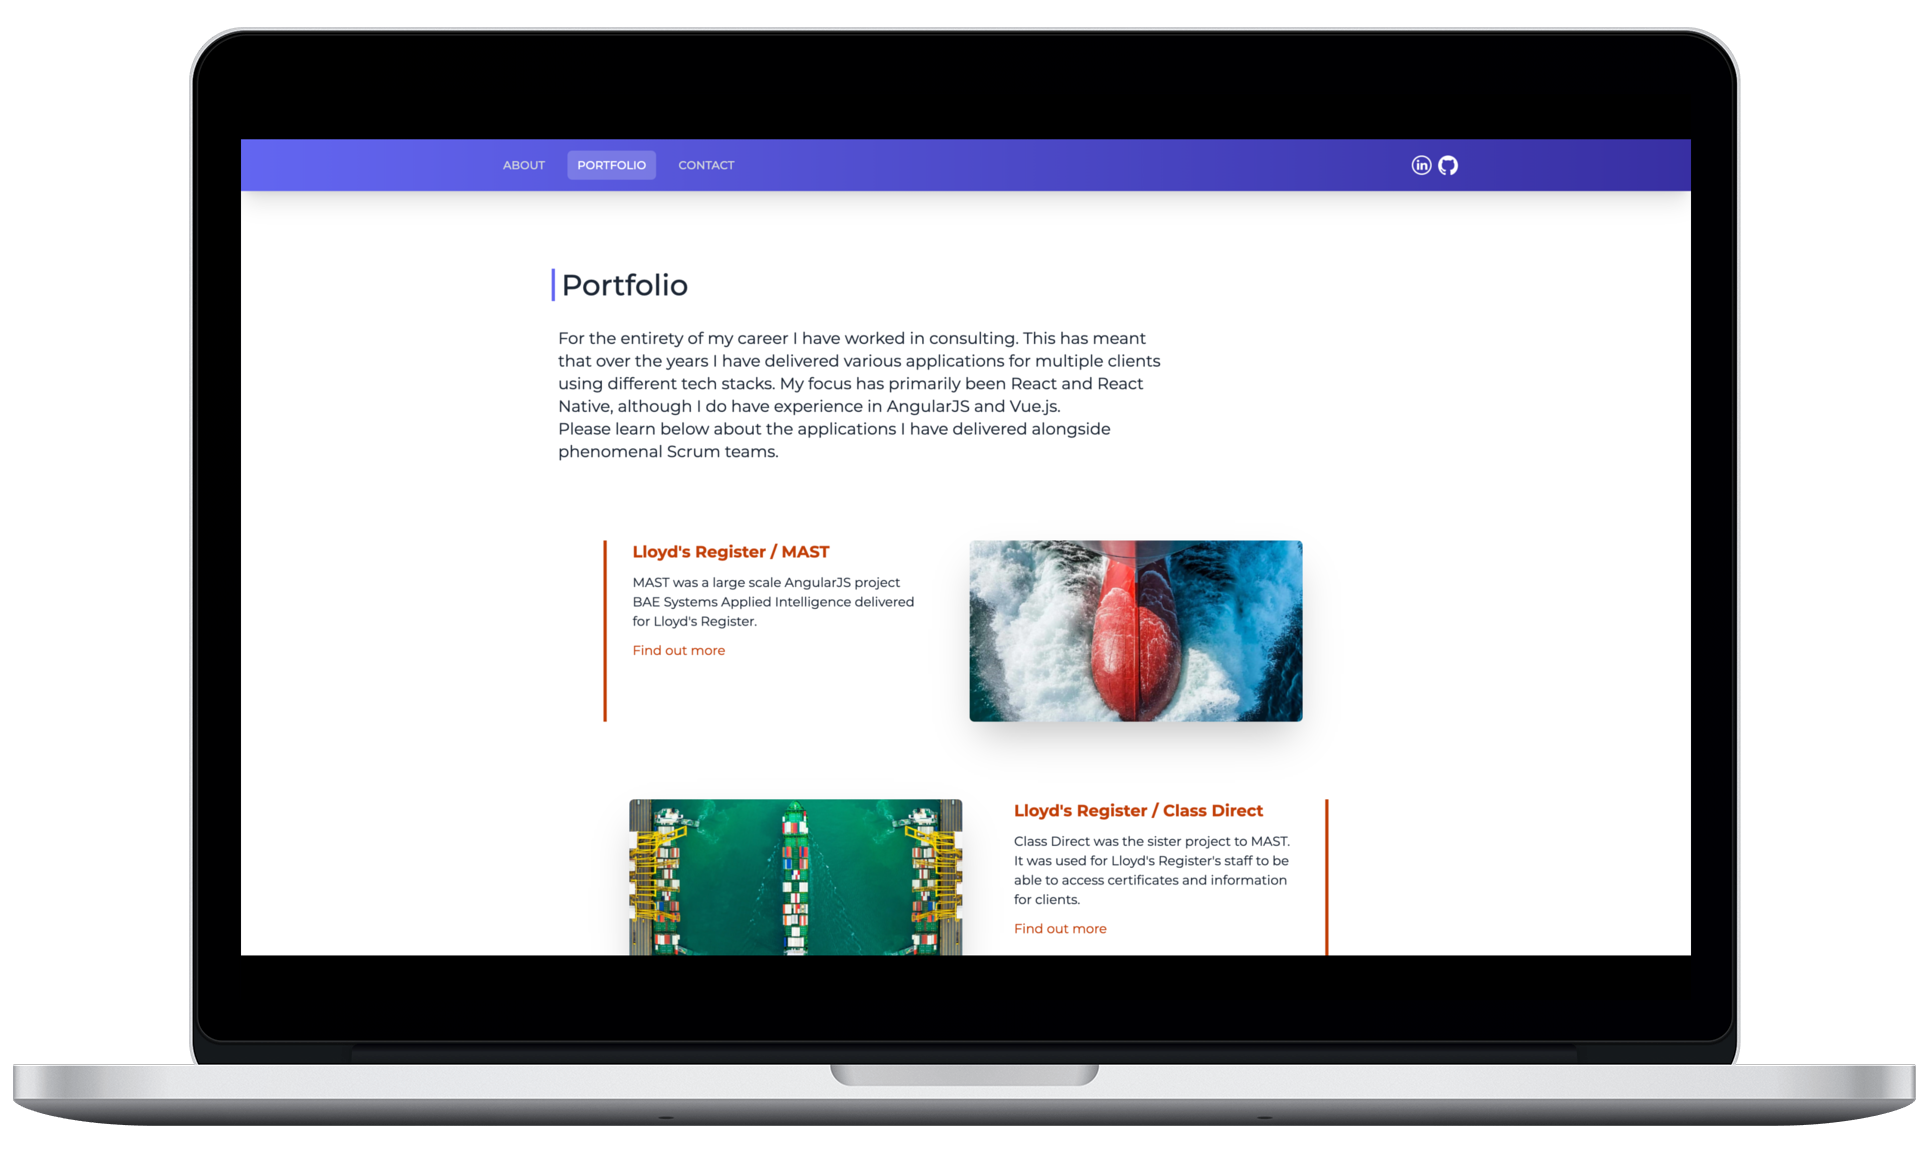 ABOUT PORTFOLIO CONTACT in
Portfolio
For the entirety of my career I have worked in consulting. This has meant
that over the years I have delivered various applications for multiple clients
using different tech stacks. My focus has primarily been React and React
Native, although I do have experience in AngularJS and Vue.js.
Please learn below about the applications I have delivered alongside
phenomenal Scrum teams.
Lloyd's Register / MAST
MAST was a large scale AngularJS project
BAE Systems Applied Intelligence delivered
for Lloyd's Register.
Find out more
Lloyd's Register / Class Direct
Class Direct was the sister project to MAST.
It was used for Lloyd's Register's staff to be
able to access certificates and information
for clients.
Find out more